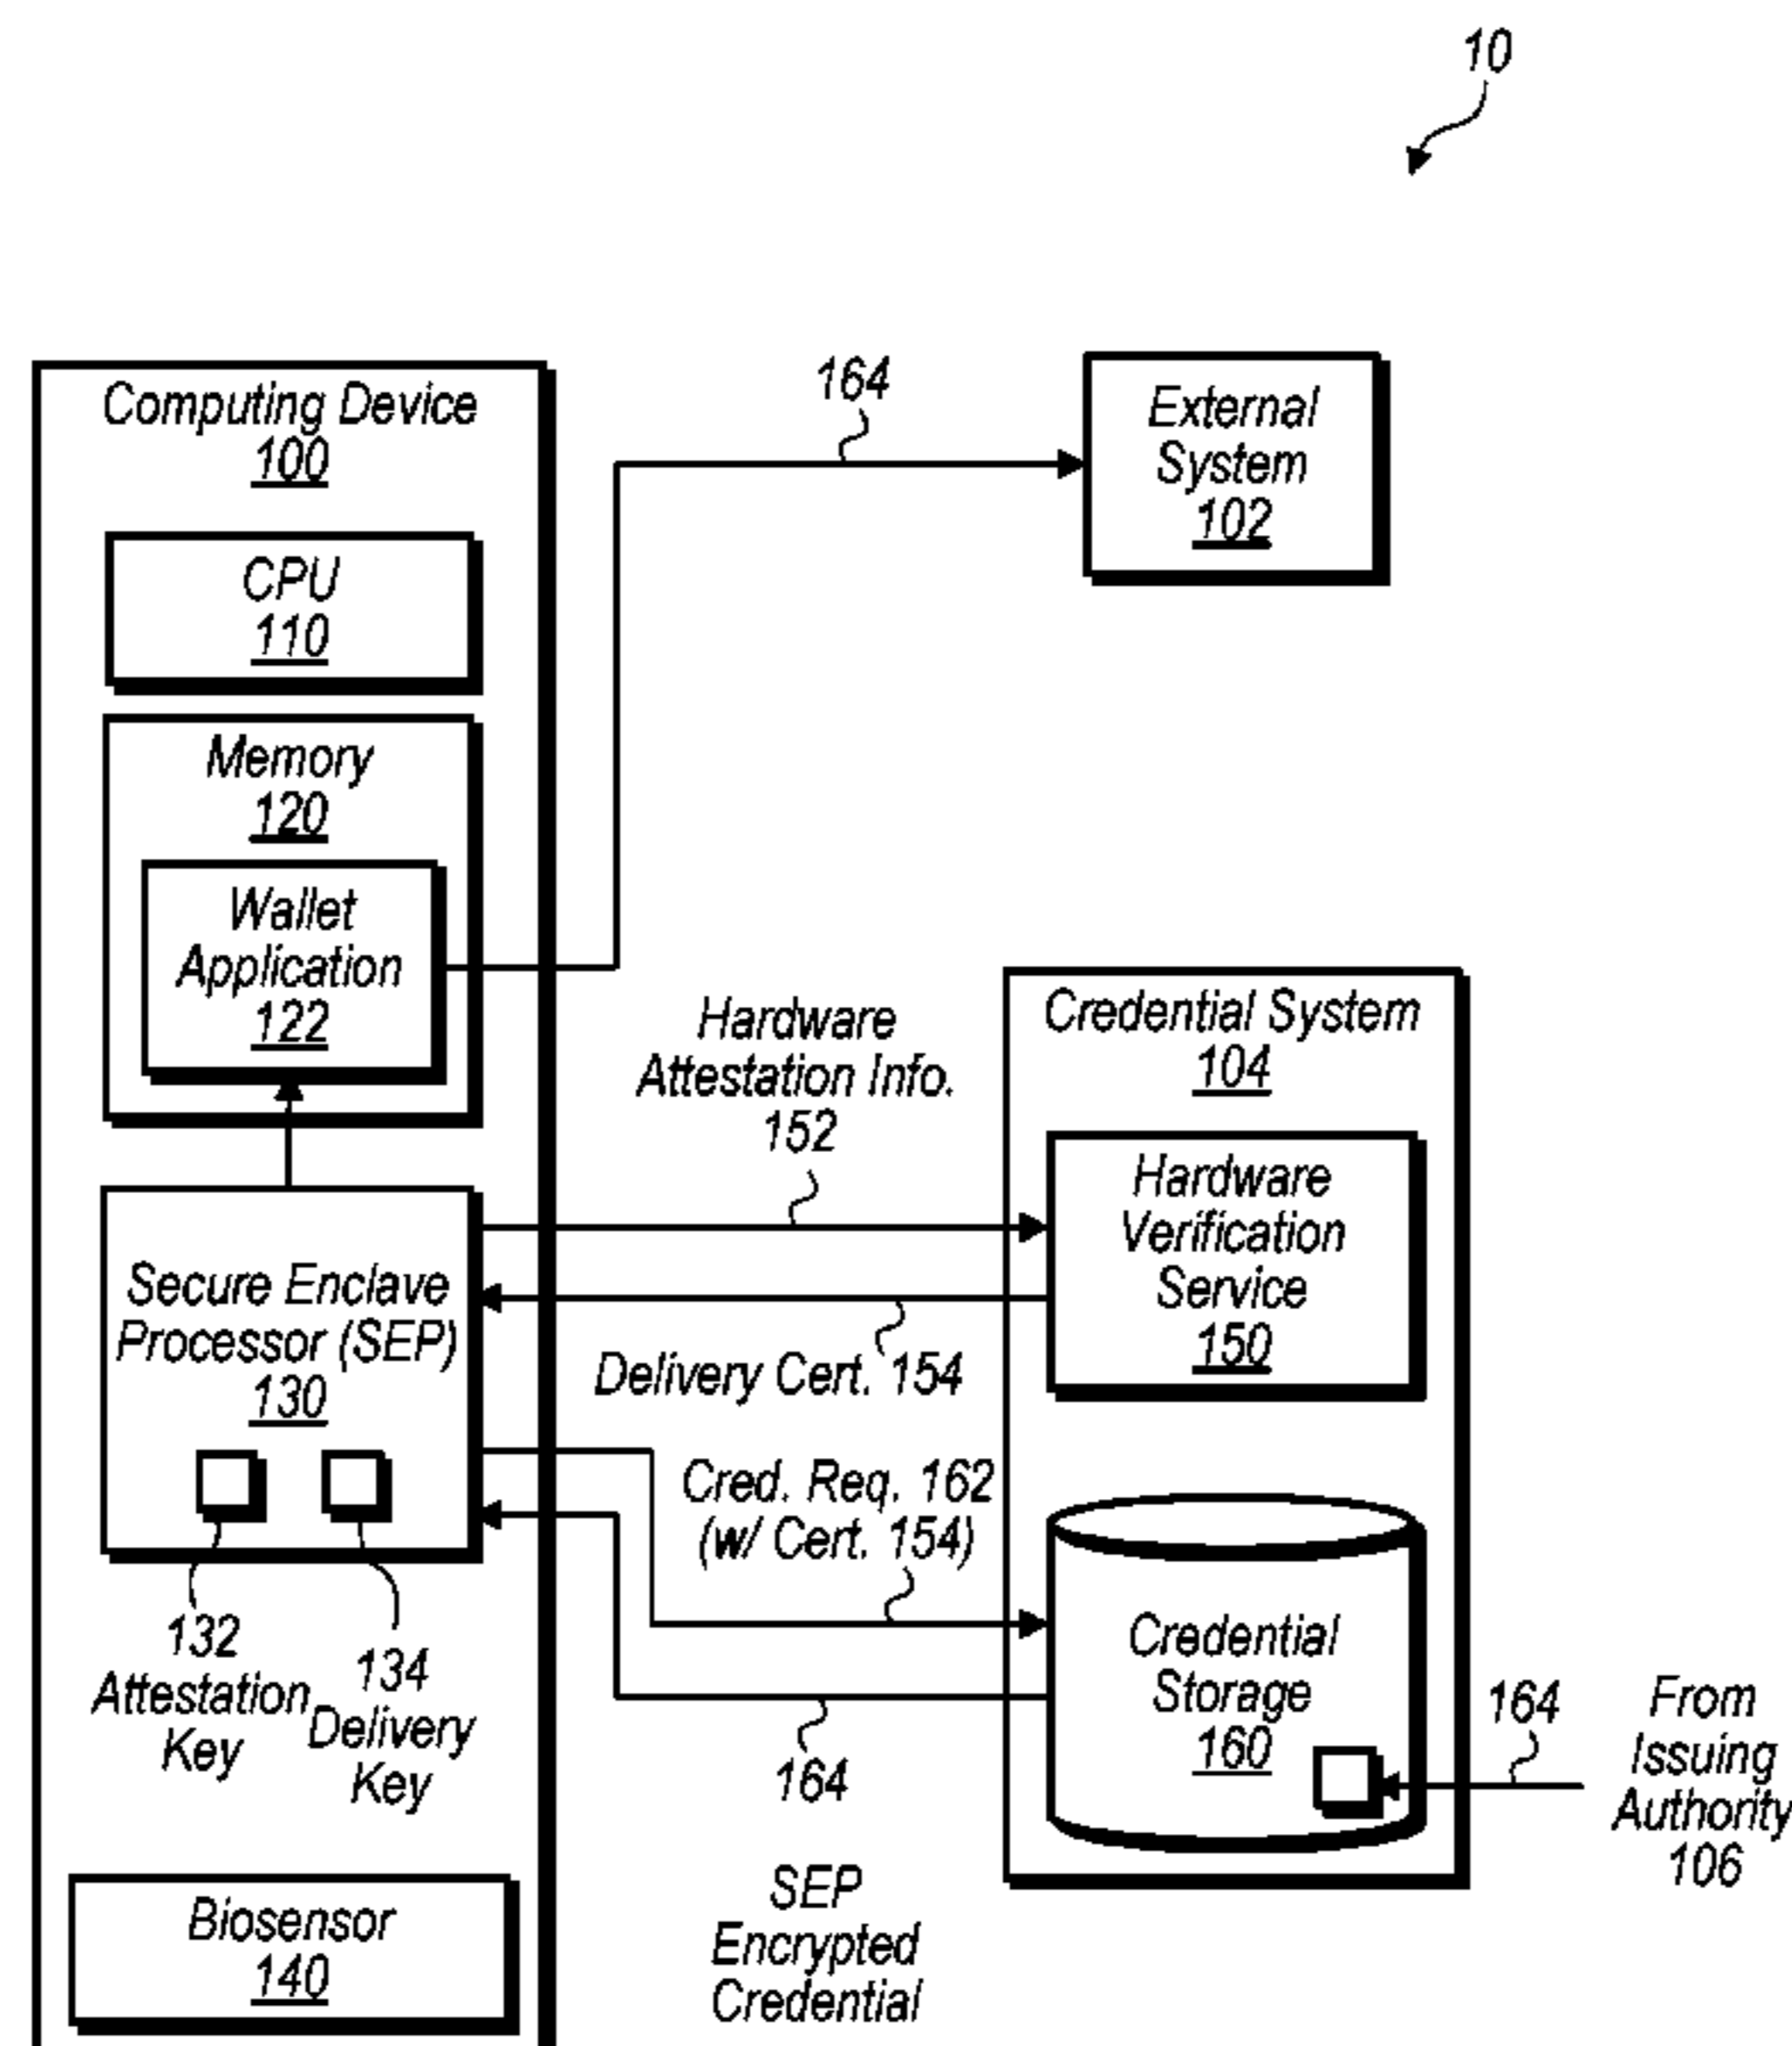 10
Computing Device
100
CPU
110
Memory
120
Wallet
Application
122
Secure Enclave
Processor (SEP)
130
132
Attestation
Key
134
Delivery
Key
Biosensor
140
164
External
System
102
Hardware
Attestation Info.
152
Delivery Cert. 154
Cred. Req. 162
(w/ Cert. 154)
164
SEP
Encrypted
Credential
Credential System
104
Hardware
Verification
Service
150
Credential
Storage
160
164
From
Issuing
Authority
106